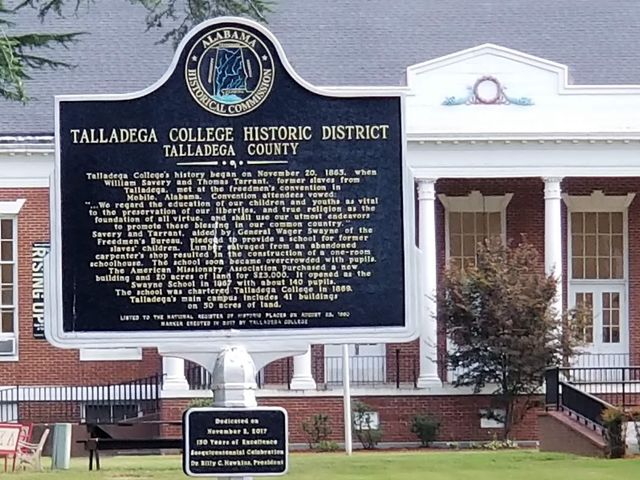 ALABAMA
HISTORICAL COMMISSION
TALLADEGA COLLEGE HISTORIC DISTRICT
TALLADEGA COUNTY
Talladega College's history began on November 20, 1865, when
William Savery and Thomas Tarrant, former slaves from
Talladega, met at the freedmen's convention in
Mobile, Alabama. Convention attendees vowed:
"...We regard the education of our children and youths as vital
to the preservation of our liberties, and true religion as the
foundation of all virtue, and shall use our utmost endeavors
to promote these blessing in our common country."
Savery and Tarrant, aided by General Wager Swayne of the
Freedmen's Bureau, pledged to provide a school for former
slaves' children. Lumber salvaged from an abandoned
carpenter's shop resulted in the construction of a one-room
schoolhouse. The school soon became overcrowded with pupils.
The American Missionary Association purchased a new
building and 20 acres of land for $23,000. It opened as the
Swayne School in 1867 with about 140 pupils.
The school was chartered Talladega College in 1869.
Talladega's main campus includes 41 buildings
on 50 acres of land.
LISTED TO THE NATIONAL REGISTER OF HISTORIC PLACES ON AUGUST 23, 1990
MARKER ERECTED IN 2017 BY TALLADEGA COLLEGE
Dedicated on
November 2, 2017
150 Years of Excellence
Sesquicentennial Celebration
Dr. Billy C. Hawkins, President
RISING UP